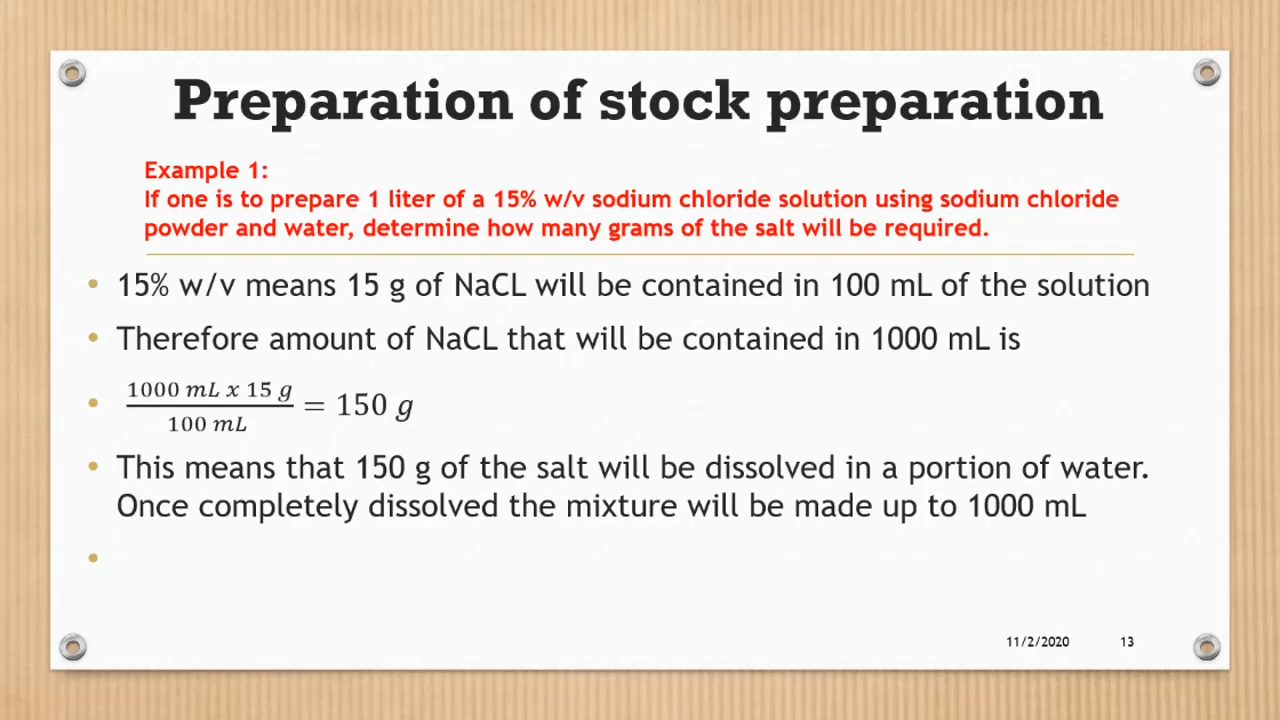 Preparation of stock preparation
Example 1:
If one is to prepare 1 liter of a 15% w/v sodium chloride solution using sodium chloride
powder and water, determine how many grams of the salt will be required.
• 15% w/v means 15 g of NaCL will be contained in 100 mL of the solution
• Therefore amount of NaCL that will be contained in 1000 mL is
• 1000 mL x 15 g
100 mL
= 150 g
• This means that 150 g of the salt will be dissolved in a portion of water.
Once completely dissolved the mixture will be made up to 1000 mL
•
11/2/2020 13